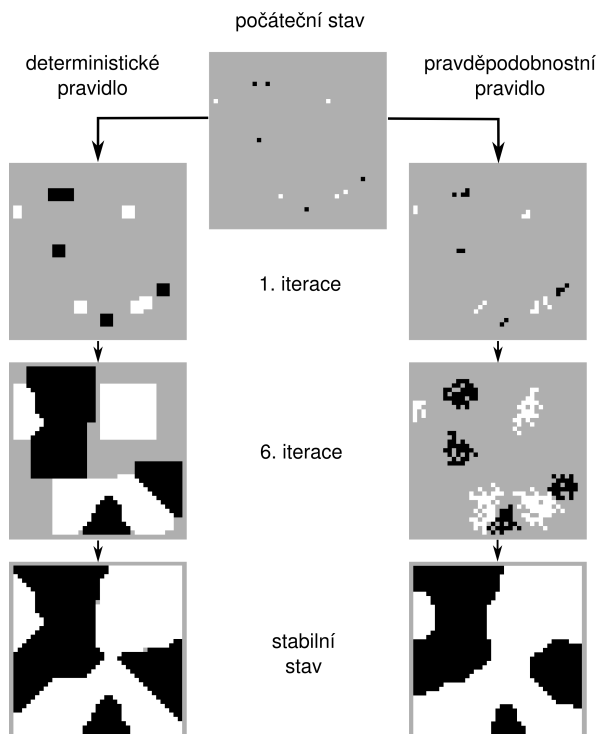 počáteční stav
deterministické
pravidlo
pravděpodobnostní
pravidlo
1. iterace
6. iterace
stabilní
stav